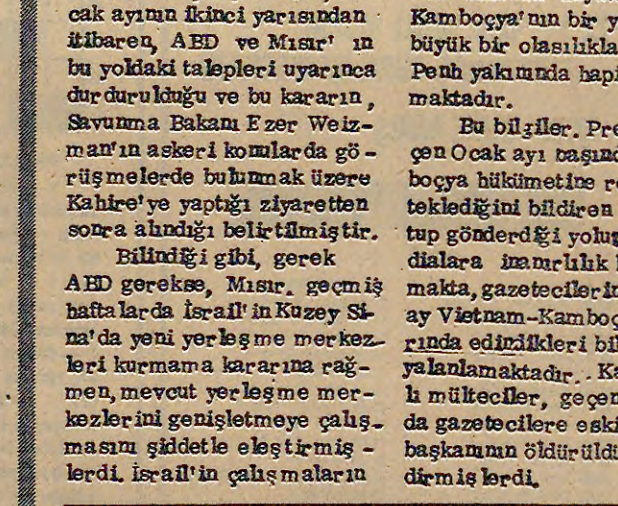 cak ayının ikinci yarısından
itibaren, ABD ve Mısır' ın
bu yoldaki talepleri uyarınca
durdurulduğu ve bu kararın,
Savunma Bakanı Ezer Weiz-
man'ın askeri konularda gö-
rüşmelerde bulunmak üzere
Kahire'ye yaptığı ziyaretten
sonra alındığı belirtilmiştir.
Bilindiği gibi, gerek
ABD gerekse, Mısır. geçmiş
haftalarda İsrail'in Kuzey Si-
na'da yeni yerleşme merkez-
leri kurmama kararına rağ-
men, mevcut yerleşme mer-
kezlerini genişletmeye çalış-
masını şiddetle eleştirmiş-
lerdi. İsrail'in çalışmaların
Kamboçya'nın bir y
büyük bir olasılıkla
Penh yakınında hapi
maktadır.
Bu bilgiler. Pre
çen Ocak ayı başınd
boçya hükümetine r
teklediğini bildiren
tup gönderdiği yolu
dialara inanırlılık
makta, gazetecilerin
ay Vietnam-Kamboç
rında edindikleri bil
yalanlamaktadır. . Ka
lı mülteciler, geçen
da gazetecilere eski
başkanının öldürüldü
dirmişlerdi.